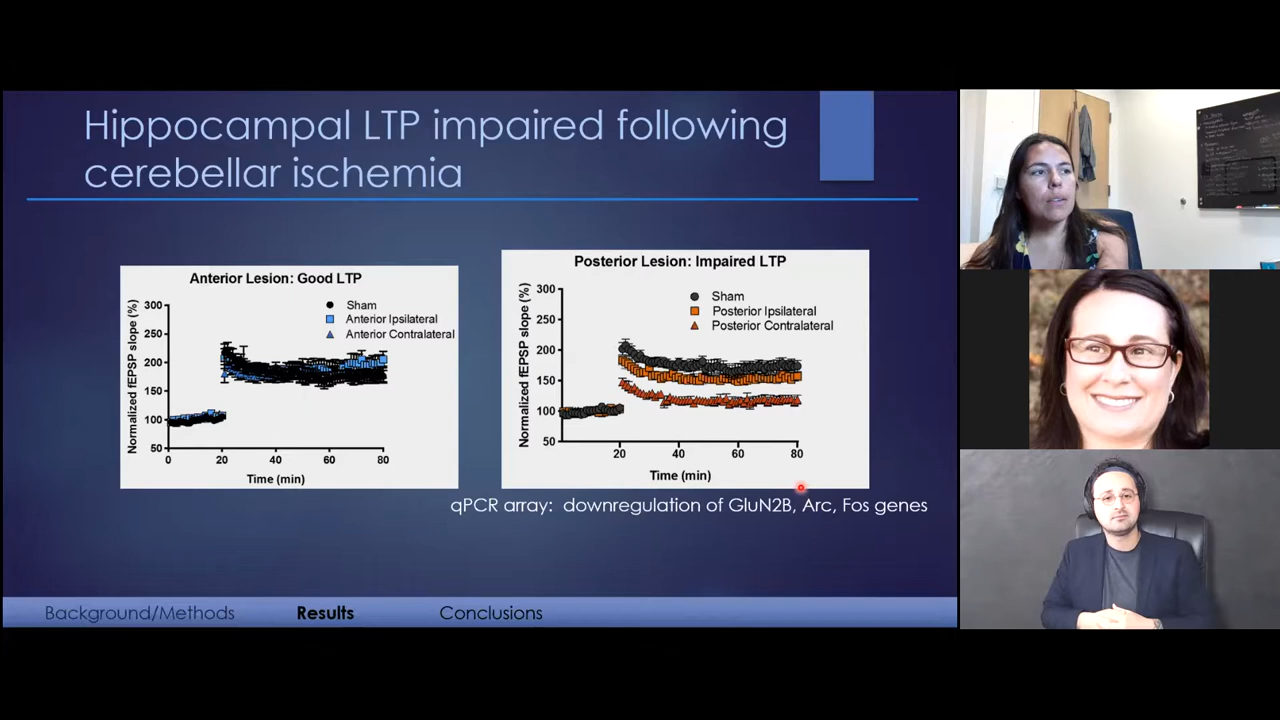 Hippocampal LTP impaired following
cerebellar ischemia
Anterior Lesion: Good LTP
Normalized fEPSP slope (%)
300
250
200
150
100
50
0
20
40
60
80
Time (min)
Sham
Anterior Ipsilateral
Anterior Contralateral
Posterior Lesion: Impaired LTP
Normalized fEPSP slope (%)
300
250
200
150
100
50
20
40
60
80
Time (min)
Sham
Posterior Ipsilateral
Posterior Contralateral
qPCR array: downregulation of GluN2B, Arc, Fos genes
Background/Methods
Results
Conclusions